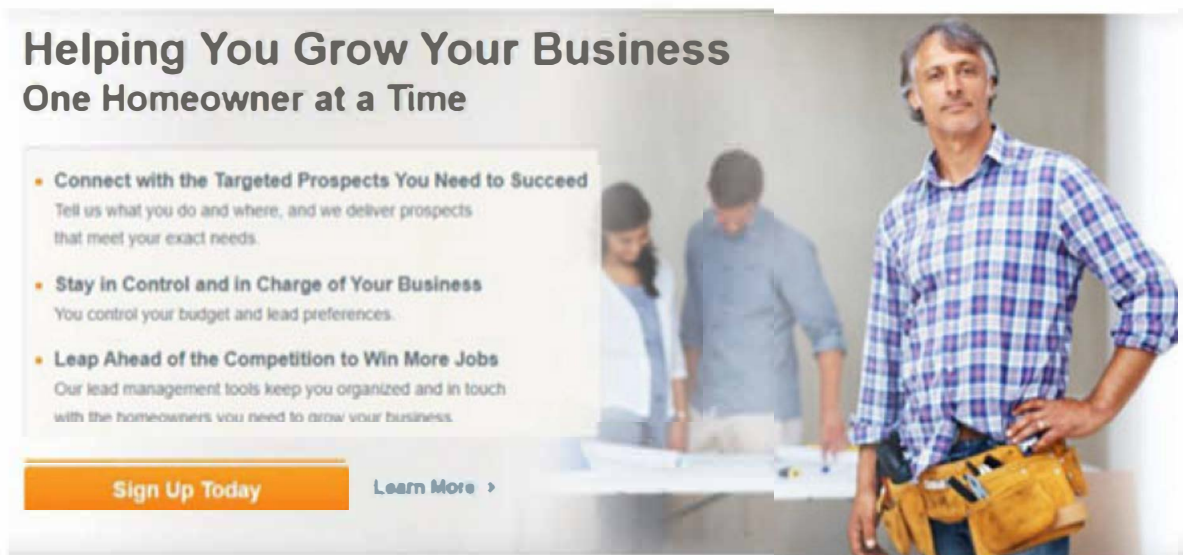 Helping You Grow Your Business
One Homeowner at a Time
• Connect with the Targeted Prospects You Need to Succeed
Tell us what you do and where, and we deliver prospects
that meet your exact needs.
• Stay in Control and in Charge of Your Business
You control your budget and lead preferences.
• Leap Ahead of the Competition to Win More Jobs
Our lead management tools keep you organized and in touch
with the homeowners you need to grow your business.
Sign Up Today
Learn More ›